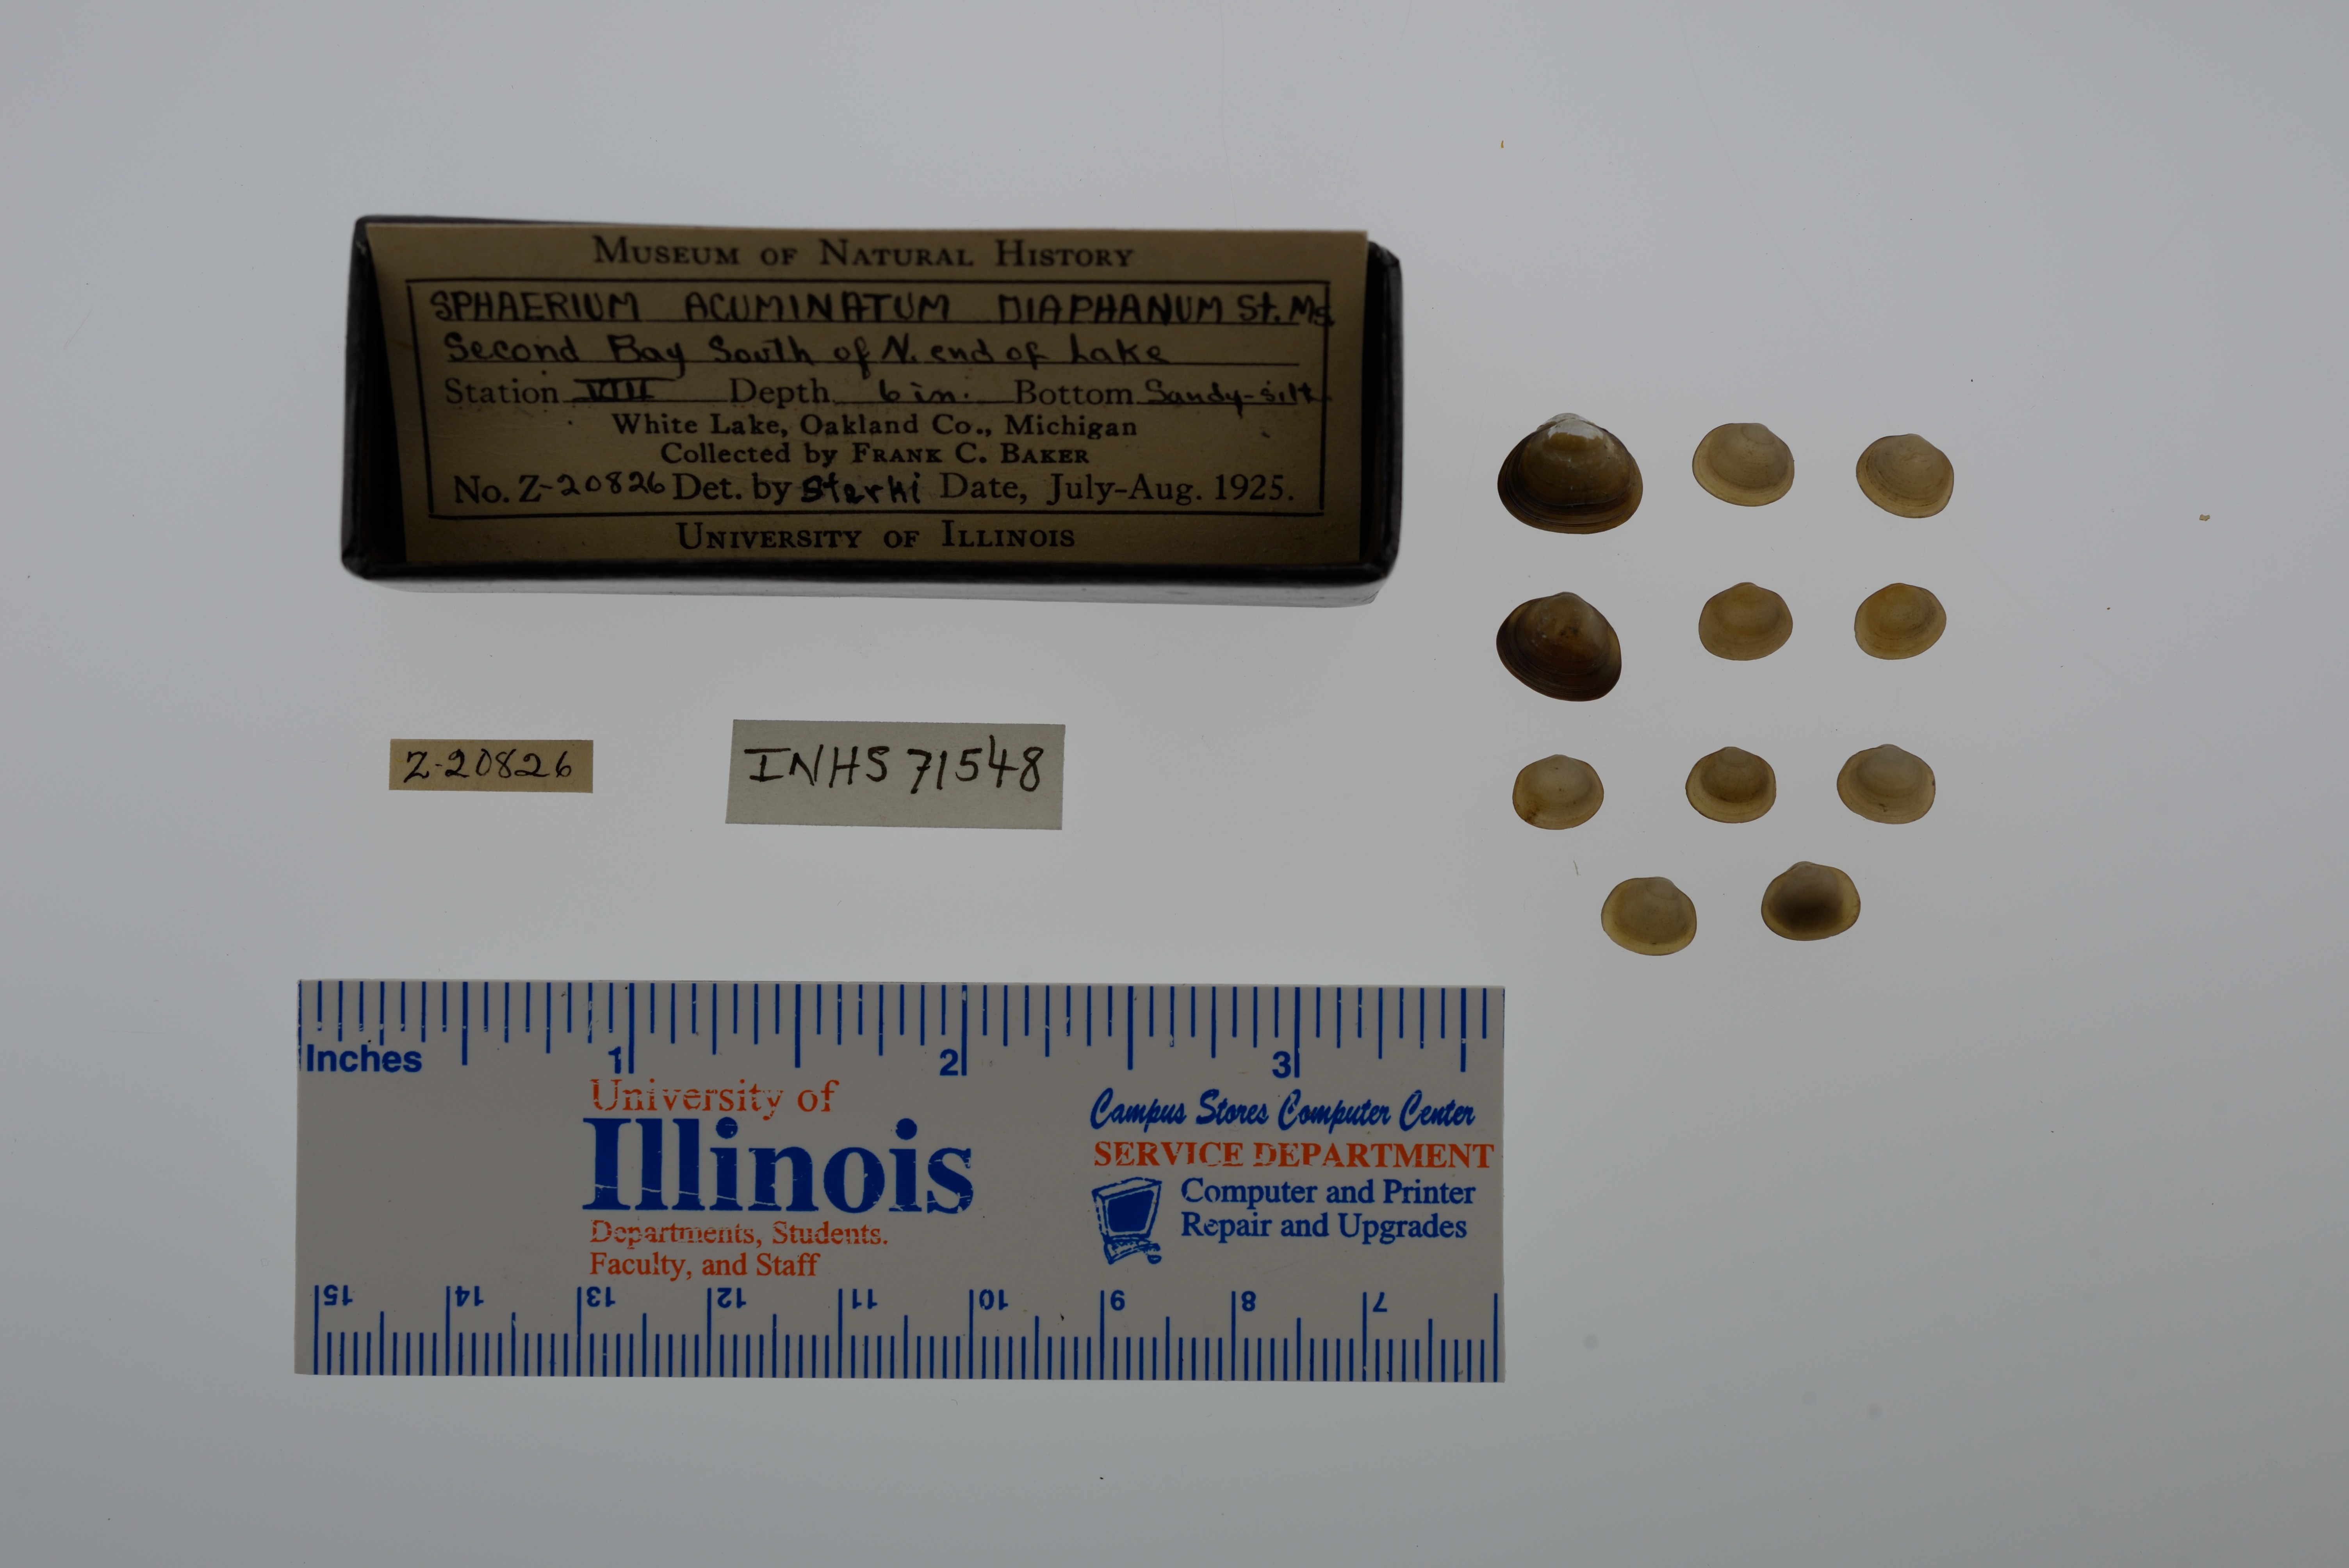 MUSEUM OF NATURAL HISTORY
SPHAERIUM ACUMINATUM DIAPHANUM St. Ms.
Second Bay South of N. end of Lake
Station VIII Depth 6 in. Bottom Sandy-silt
White Lake, Oakland Co., Michigan
Collected by FRANK C. BAKER
No. Z-20826 Det. by Sterki Date, July-Aug. 1925.
UNIVERSITY OF ILLINOIS
Z-20826
INHS 71548
Inches 1 2 3
University of
Illinois
Departments, Students.
Faculty, and Staff
Campus Stores Computer Center
SERVICE DEPARTMENT
Computer and Printer
Repair and Upgrades
15 14 13 12 11 10 9 8 7